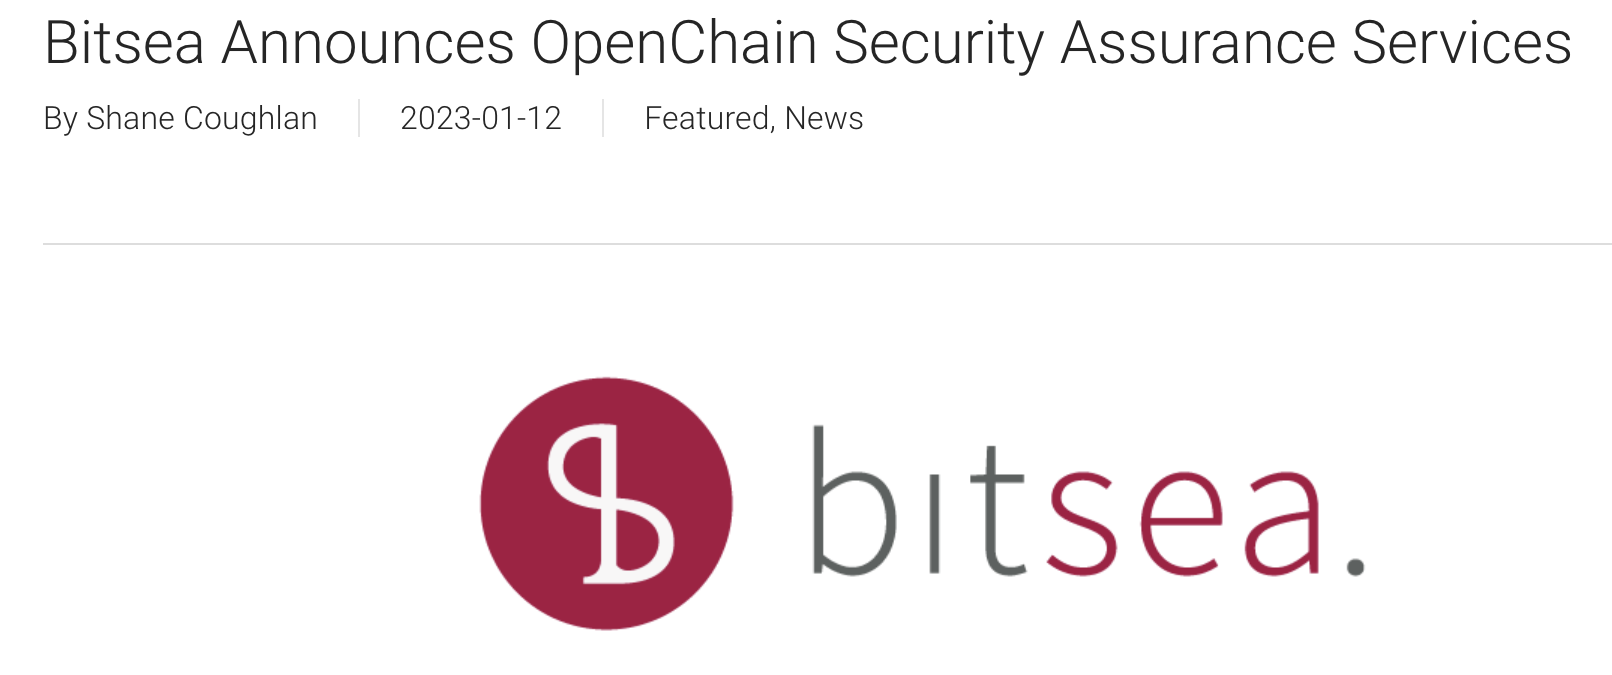 Bitsea Announces OpenChain Security Assurance Services
By Shane Coughlan 2023-01-12 Featured, News
bitsea.